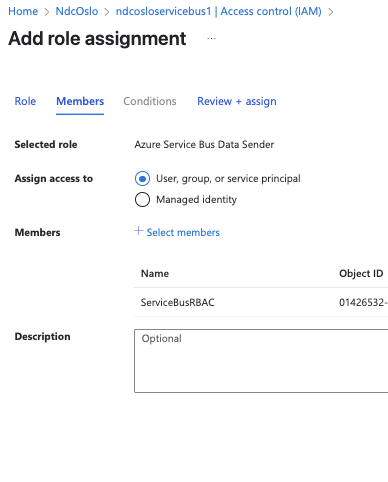 Home > NdcOslo > ndcosloservicebus1 | Access control (IAM) >
Add role assignment ...
Role Members Conditions Review + assign
Selected role Azure Service Bus Data Sender
Assign access to User, group, or service principal
Managed identity
Members + Select members
Name Object ID
ServiceBusRBAC 01426532-
Description Optional